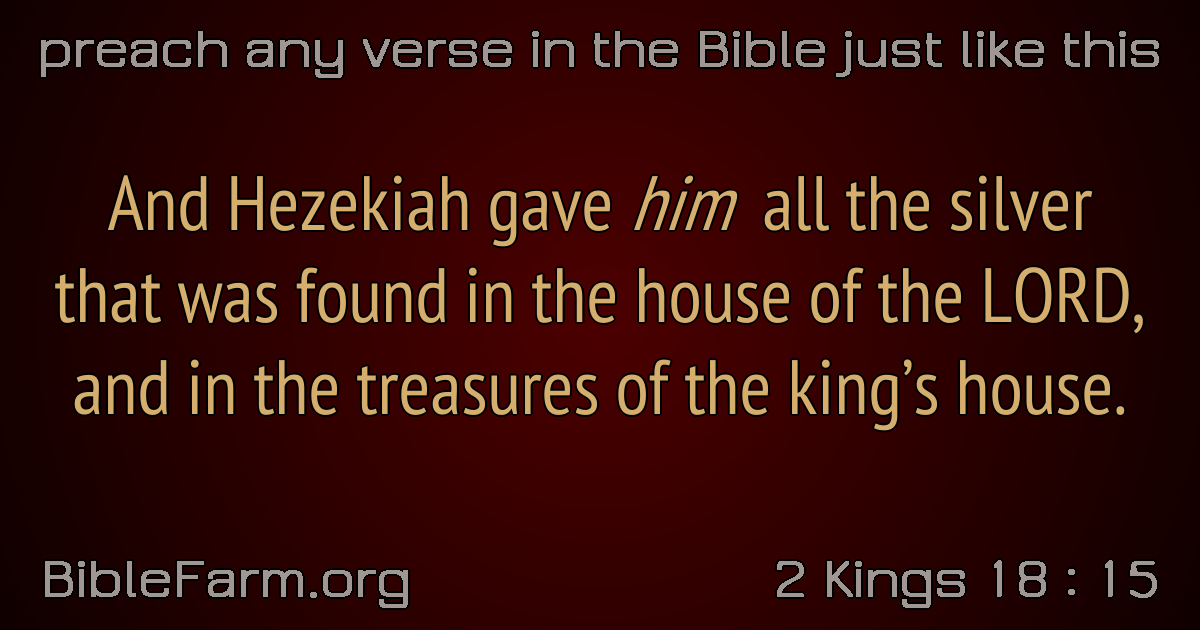 preach any verse in the Bible just like this
And Hezekiah gave him all the silver
that was found in the house of the LORD,
and in the treasures of the king’s house.
BibleFarm.org
2 Kings 18 : 15